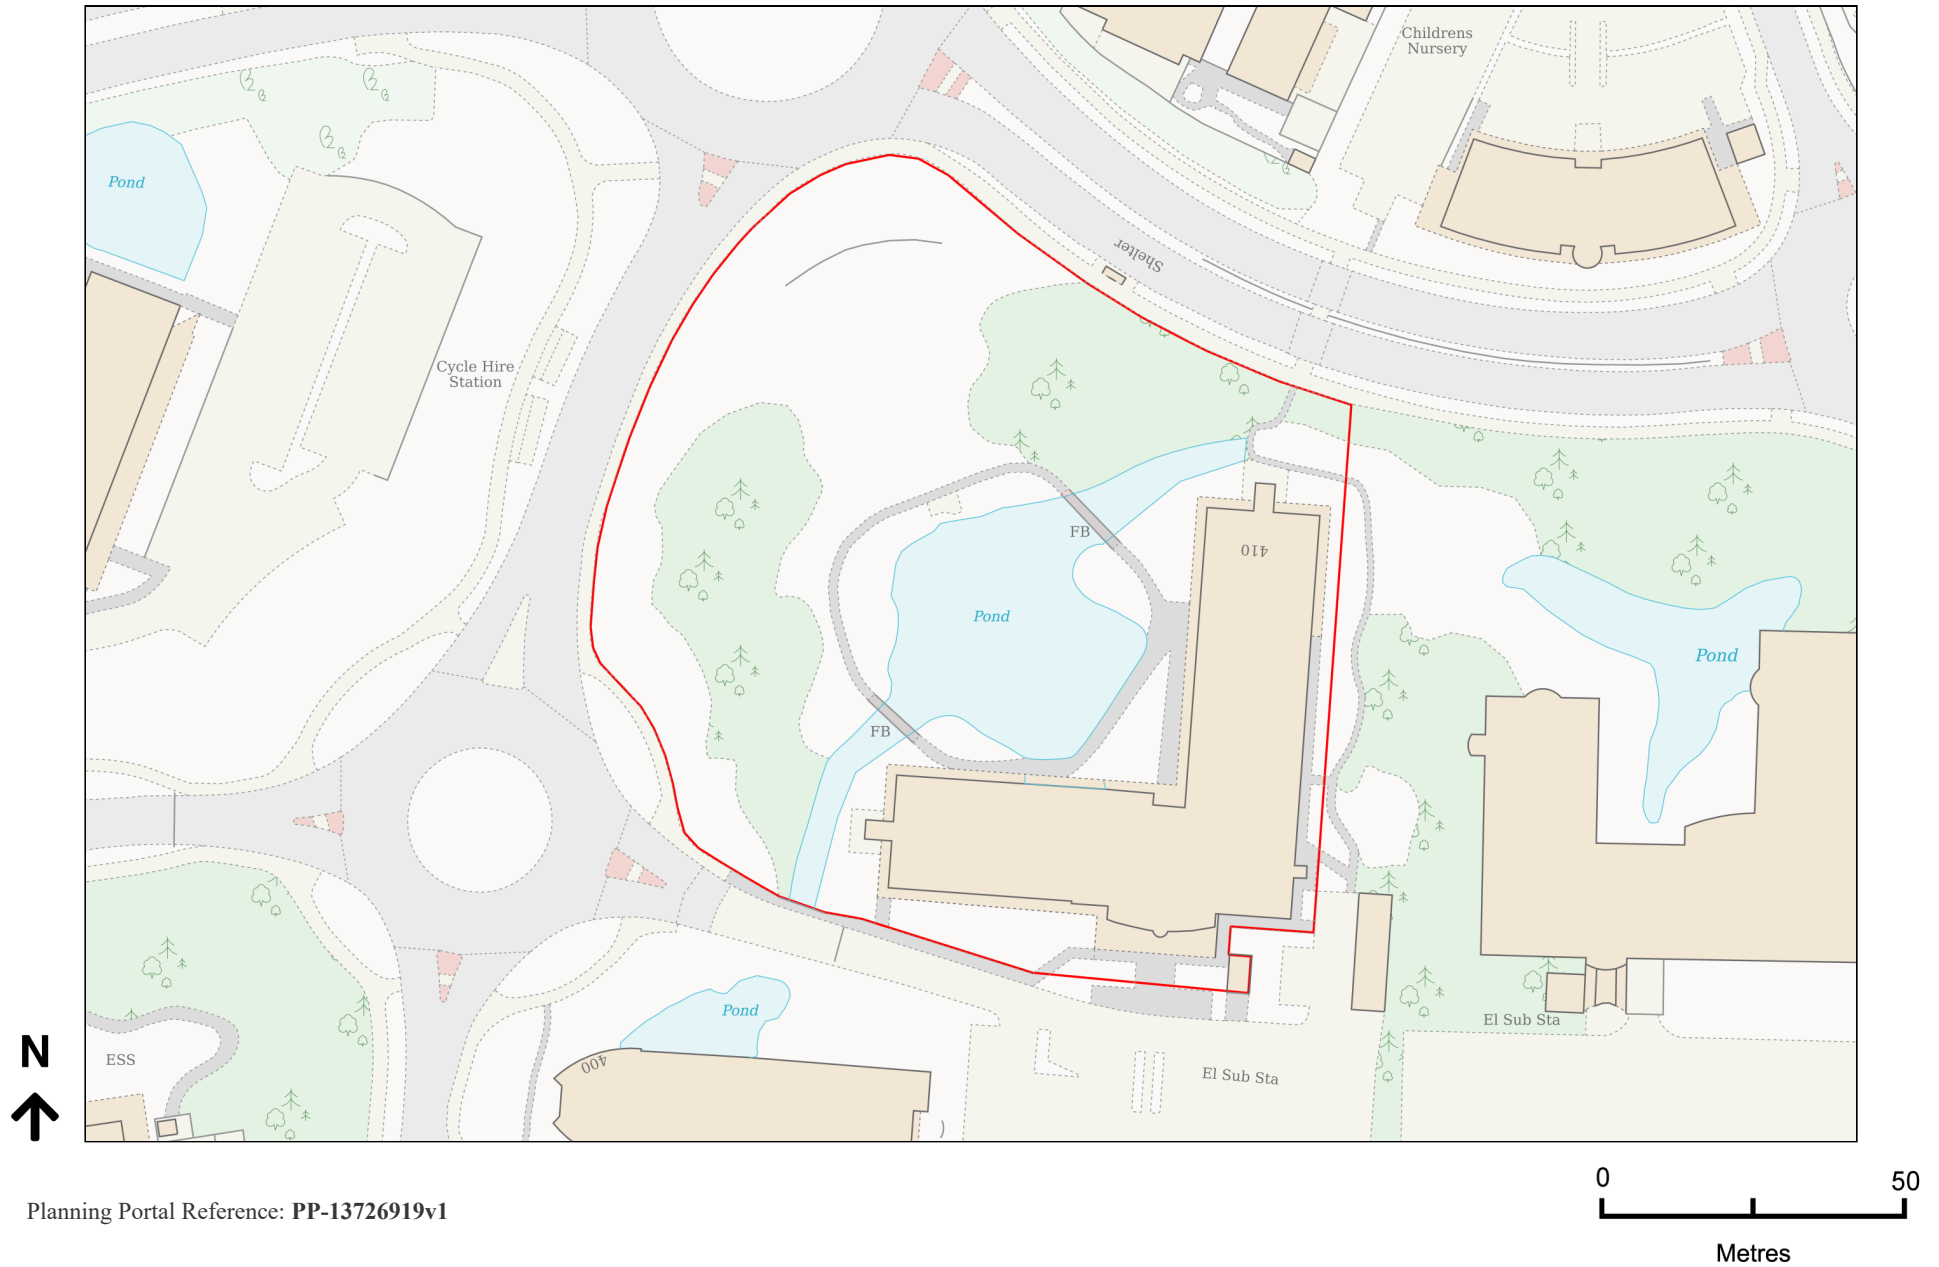 Childrens
Nursery
Pond
Shelter
Cycle Hire
Station
FB
410
Pond
Pond
FB
Pond
El Sub Sta
N
ESS
400
El Sub Sta
0 50
Metres
Planning Portal Reference: PP-13726919v1